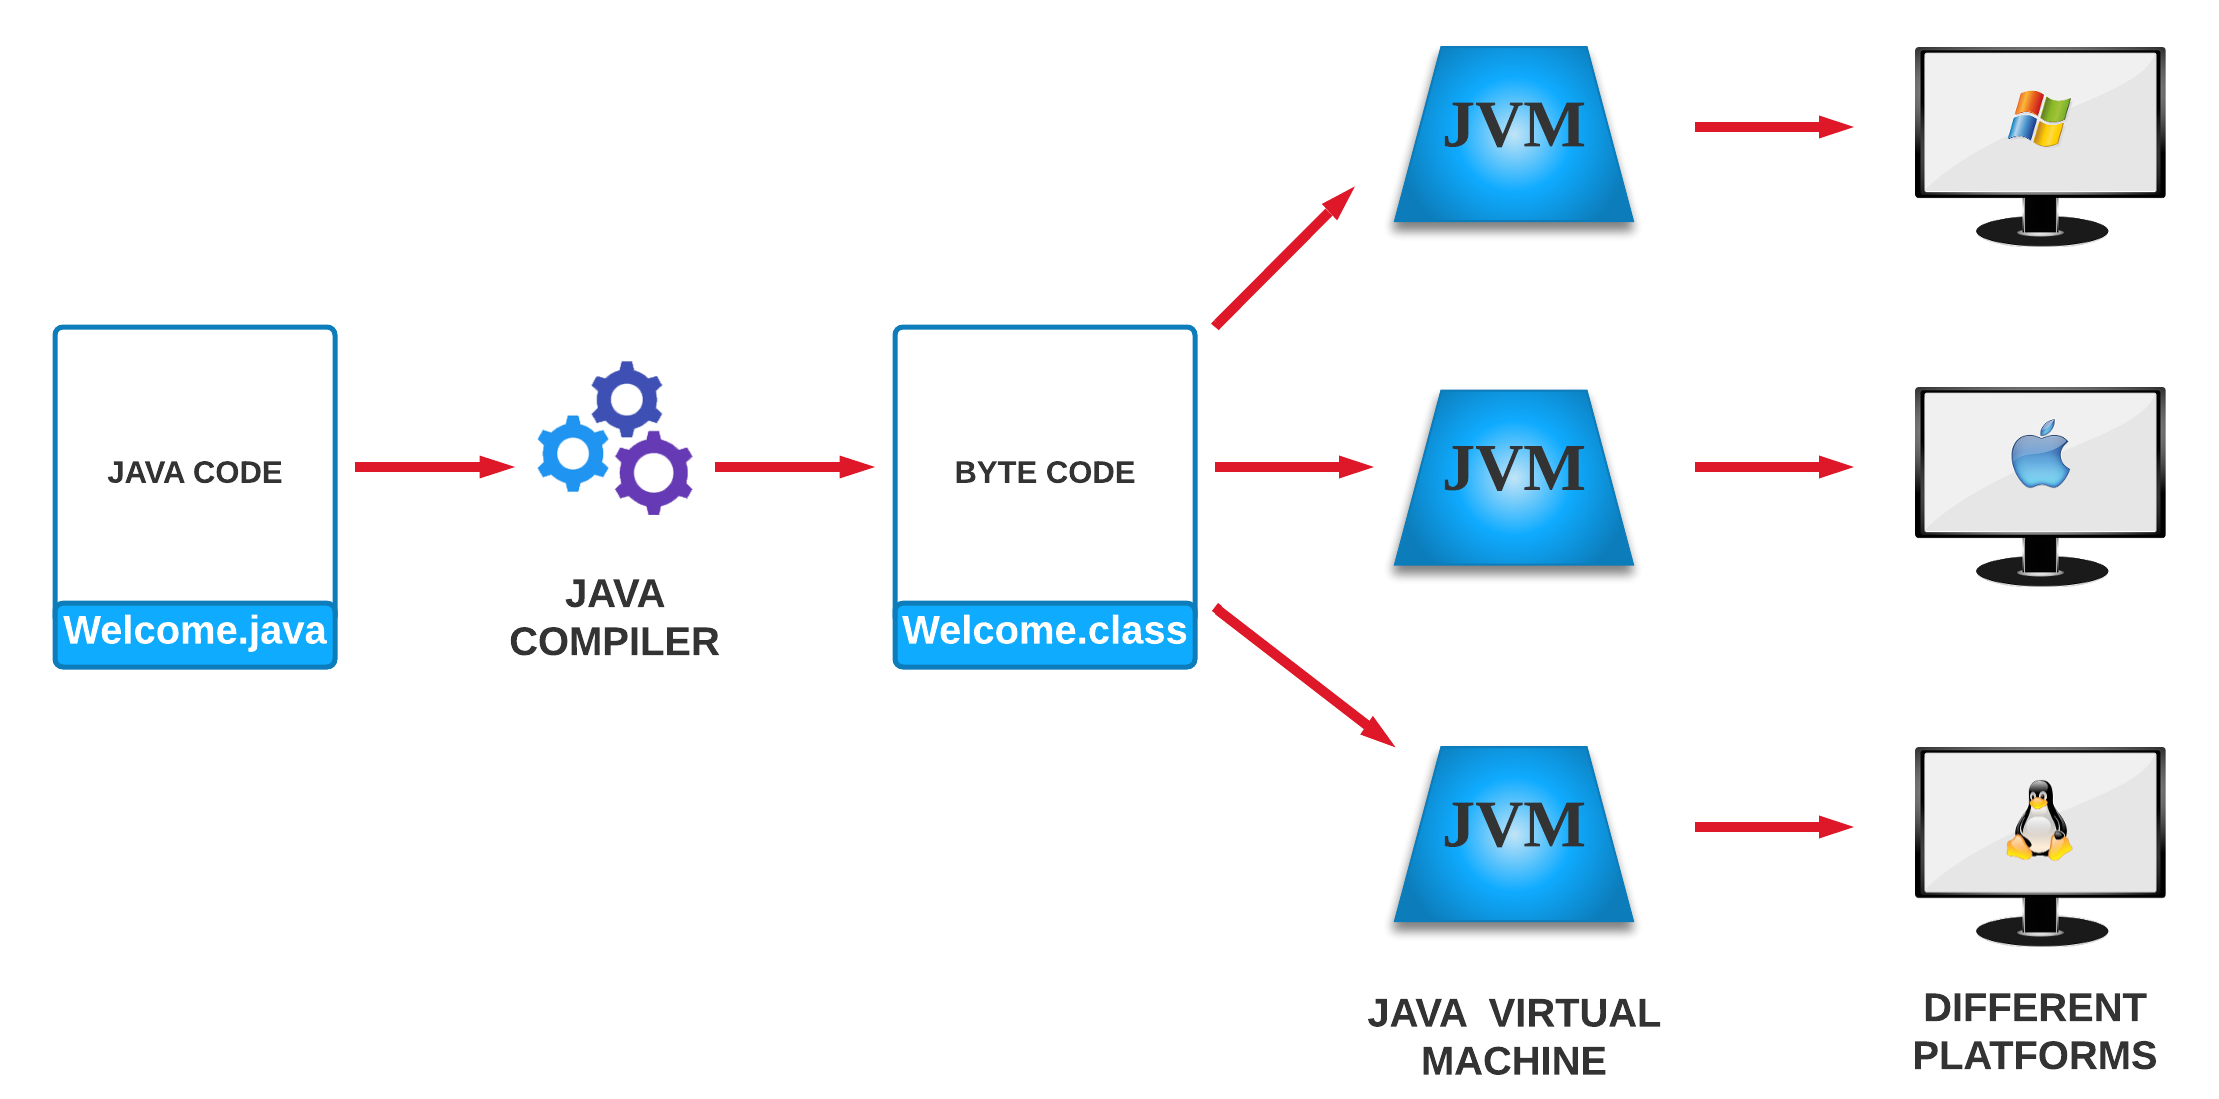 JAVA CODE
Welcome.java
JAVA
COMPILER
BYTE CODE
Welcome.class
JVM
JVM
JVM
JAVA VIRTUAL
MACHINE
DIFFERENT
PLATFORMS